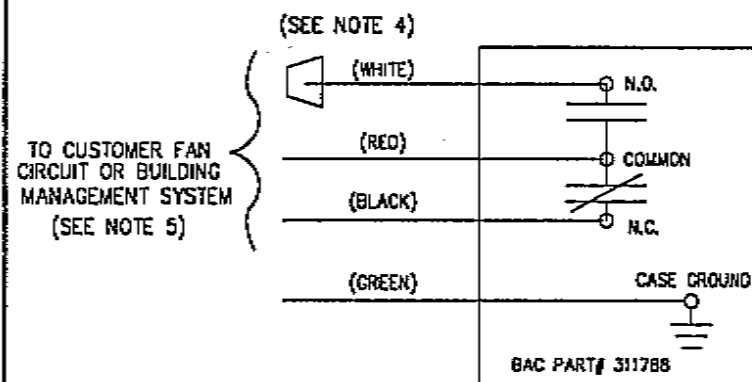 (SEE NOTE 4)
(WHITE)
N.O.
TO CUSTOMER FAN
CIRCUIT OR BUILDING
MANAGEMENT SYSTEM
(SEE NOTE 5)
(RED)
COMMON
(BLACK)
N.C.
(GREEN)
CASE GROUND
BAC PART# 311788